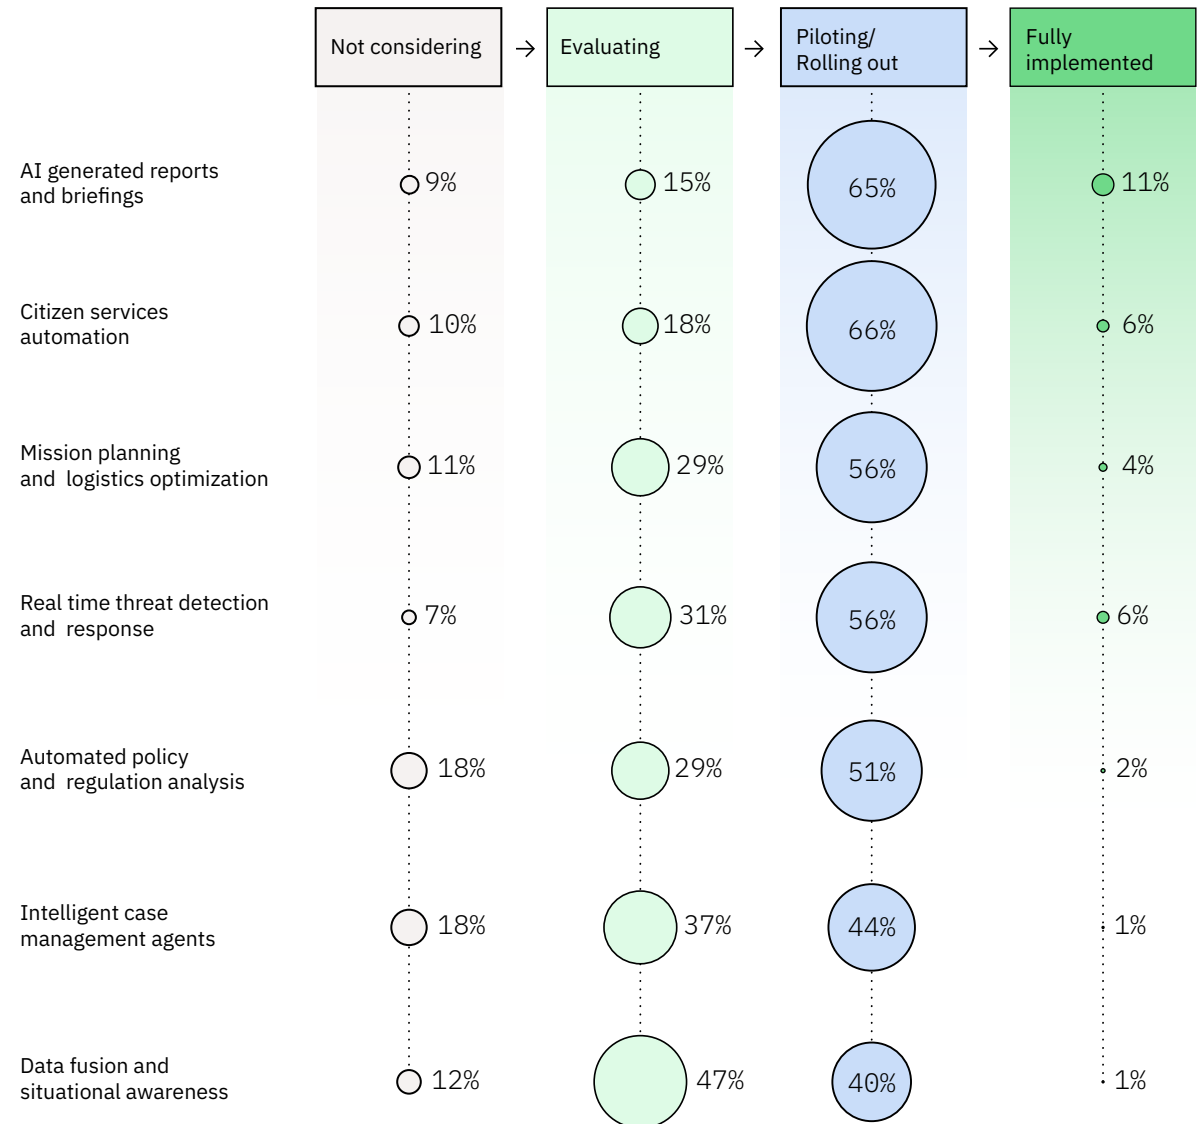 Not considering
→
Evaluating
→
Piloting/
Rolling out
→
Fully
implemented
AI generated reports
and briefings
9%
15%
65%
11%
Citizen services
automation
10%
18%
66%
6%
Mission planning
and  logistics optimization
11%
29%
56%
4%
Real time threat detection
and  response
7%
31%
56%
6%
Automated policy
and  regulation analysis
18%
29%
51%
2%
Intelligent case
management agents
18%
37%
44%
1%
Data fusion and
situational awareness
12%
47%
40%
1%